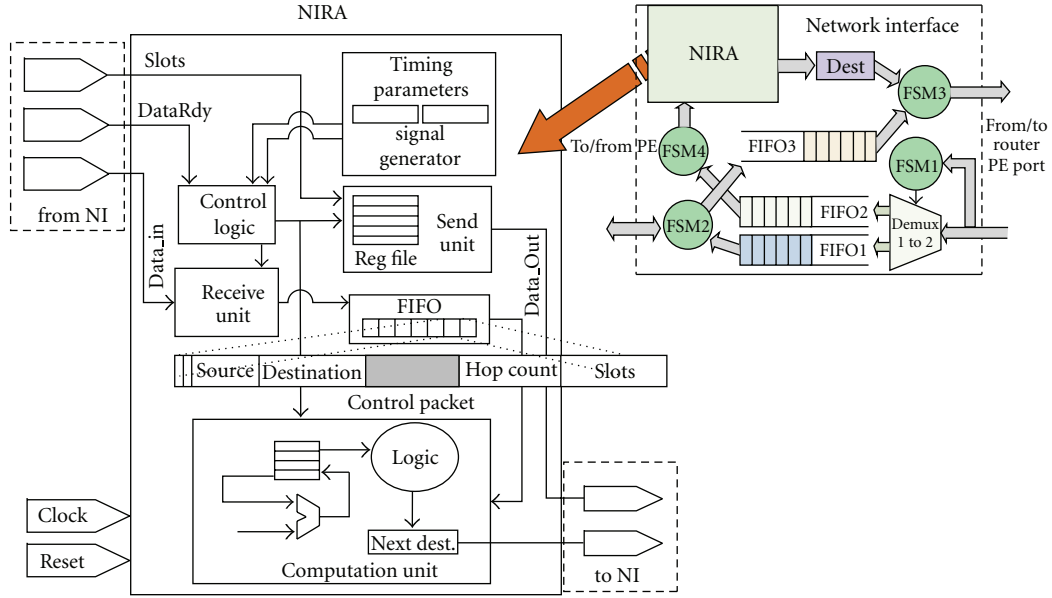 NIRA
from NI
Slots
DataRdy
Data_in
Timing
parameters
signal
generator
Control
logic
Reg file
Send
unit
Receive
unit
FIFO
Data_Out
Source
Destination
Hop count
Slots
Control packet
Logic
Next dest.
Computation unit
Clock
Reset
to NI
Network interface
NIRA
Dest
FSM3
To/from PE
FSM4
FIFO3
FSM1
From/to
router
PE port
FSM2
FIFO2
FIFO1
Demux
1 to 2